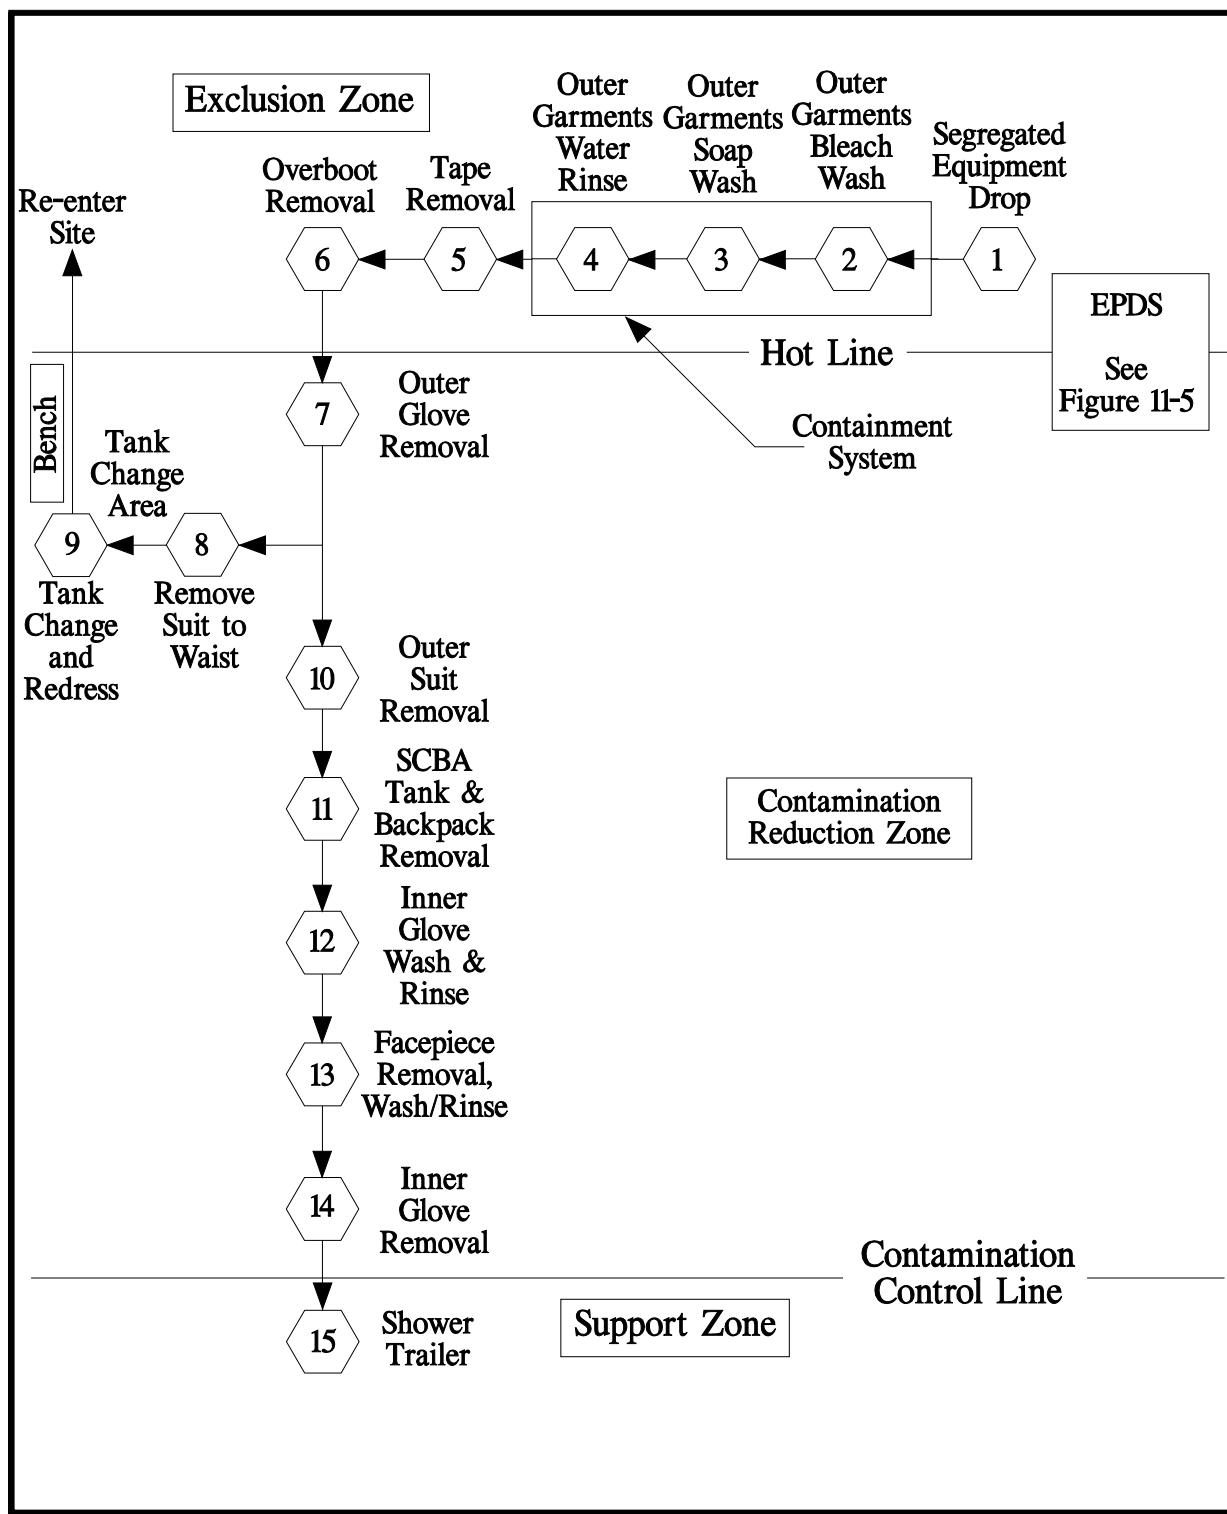 Exclusion Zone
Outer
Garments
Water
Rinse
Outer
Garments
Soap
Wash
Outer
Garments
Bleach
Wash
Segregated
Equipment
Drop
Overboot
Removal
Tape
Removal
Re-enter
Site
6
5
4
3
2
1
EPDS
See
Figure 11-5
Hot Line
Bench
7
Outer
Glove
Removal
Containment
System
Tank
Change
Area
9
8
Tank
Change
and
Redress
Remove
Suit to
Waist
10
Outer
Suit
Removal
11
SCBA
Tank &
Backpack
Removal
Contamination
Reduction Zone
12
Inner
Glove
Wash &
Rinse
13
Facepiece
Removal,
Wash/Rinse
14
Inner
Glove
Removal
Contamination
Control Line
15
Shower
Trailer
Support Zone